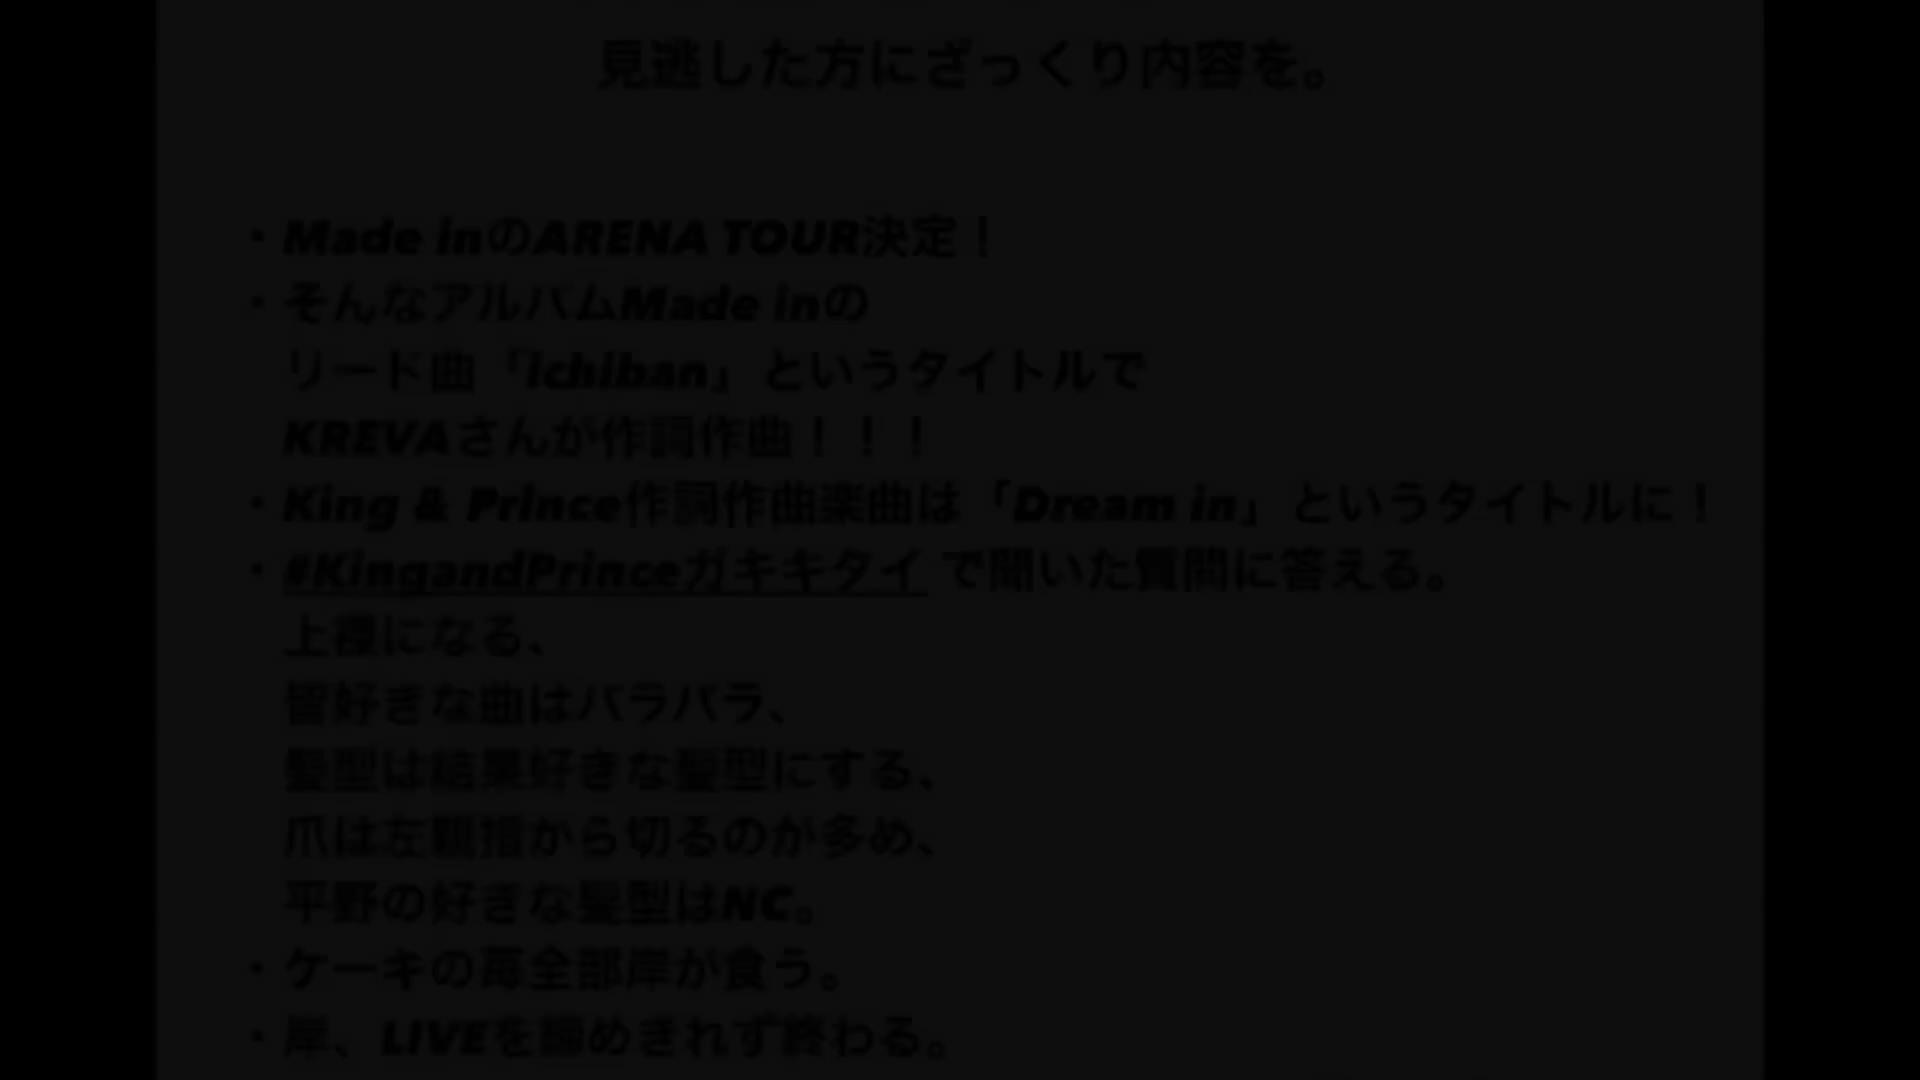 見逃した方にざっくり内容を。
・Made inのARENA TOUR決定！
・そんなアルバムMade inの
リード曲「ichiban」というタイトルで
KREVAさんが作詞作曲！！！
・King & Prince作詞作曲楽曲は「Dream in」というタイトルに！
・#KingandPrinceガキキタイ で聞いた質問に答える。
上裸になる、
皆好きな曲はバラバラ、
髪型は結果好きな髪型にする、
爪は左親指から切るのが多め、
平野の好きな髪型はNC。
・ケーキの苺全部岸が食う。
・岸、LIVEを締めきれず終わる。